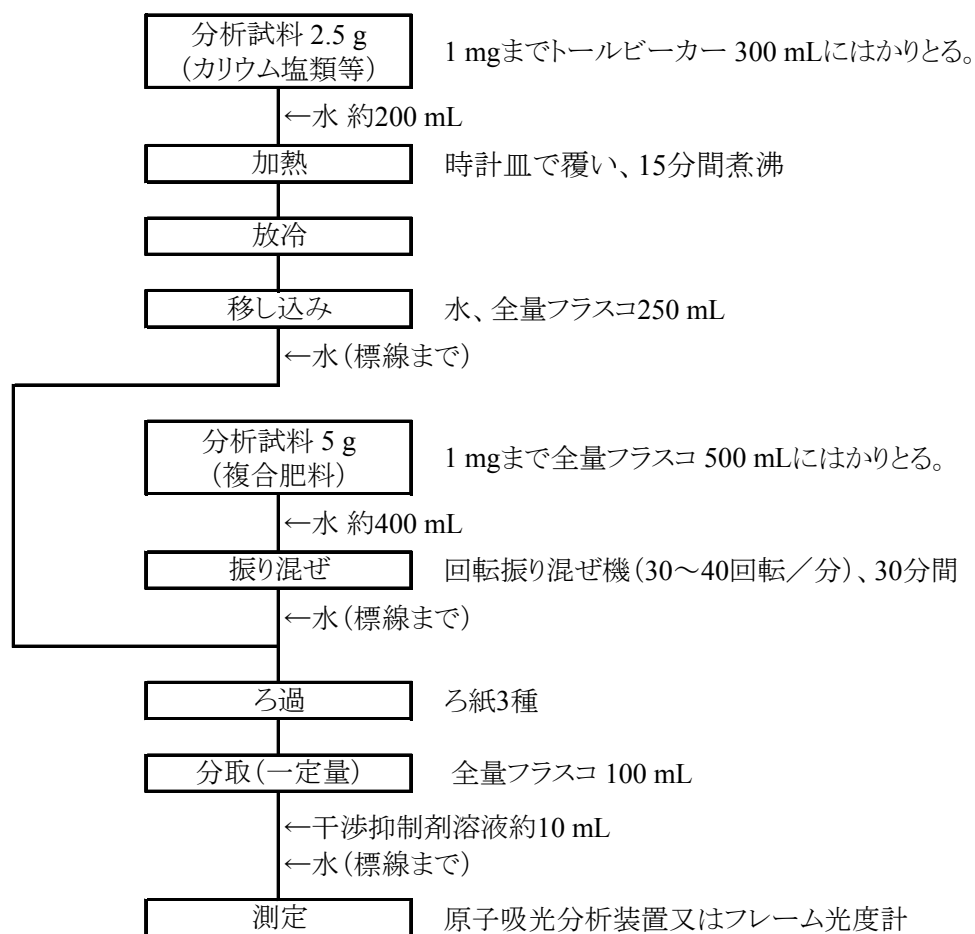 分析試料 2.5 g
（カリウム塩類等）
1 mgまでトールビーカー 300 mLにはかりとる。
←水 約200 mL
加熱
時計皿で覆い、15分間煮沸
放冷
移し込み
水、全量フラスコ250 mL
←水（標線まで）
分析試料 5 g
（複合肥料）
1 mgまで全量フラスコ 500 mLにはかりとる。
←水 約400 mL
振り混ぜ
回転振り混ぜ機（30～40回転／分）、30分間
←水（標線まで）
ろ過
ろ紙3種
分取（一定量）
全量フラスコ 100 mL
←干渉抑制剤溶液約10 mL
←水（標線まで）
測定
原子吸光分析装置又はフレーム光度計